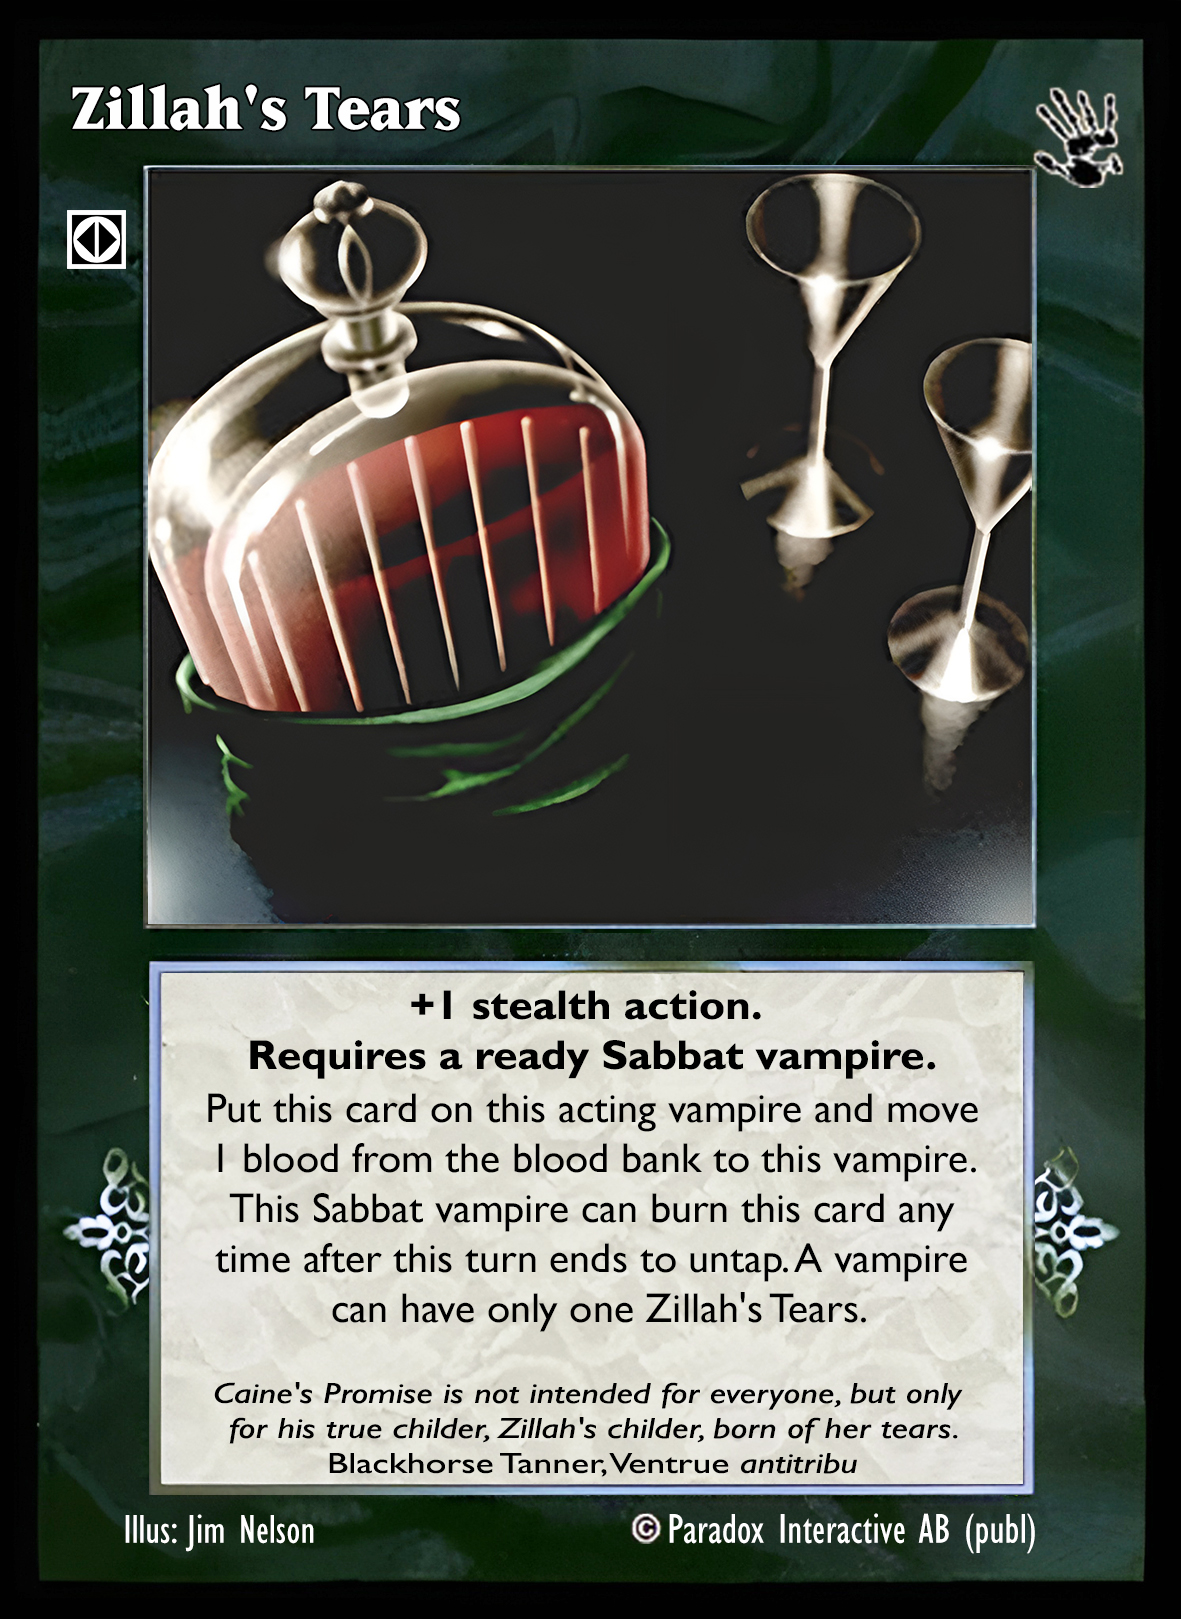 Zillah's Tears
+1 stealth action.
Requires a ready Sabbat vampire.
Put this card on this acting vampire and move
1 blood from the blood bank to this vampire.
This Sabbat vampire can burn this card any
time after this turn ends to untap. A vampire
can have only one Zillah's Tears.
Caine's Promise is not intended for everyone, but only
for his true childer, Zillah's childer, born of her tears.
Blackhorse Tanner, Ventrue antitribu
Illus: Jim Nelson
© Paradox Interactive AB (publ)